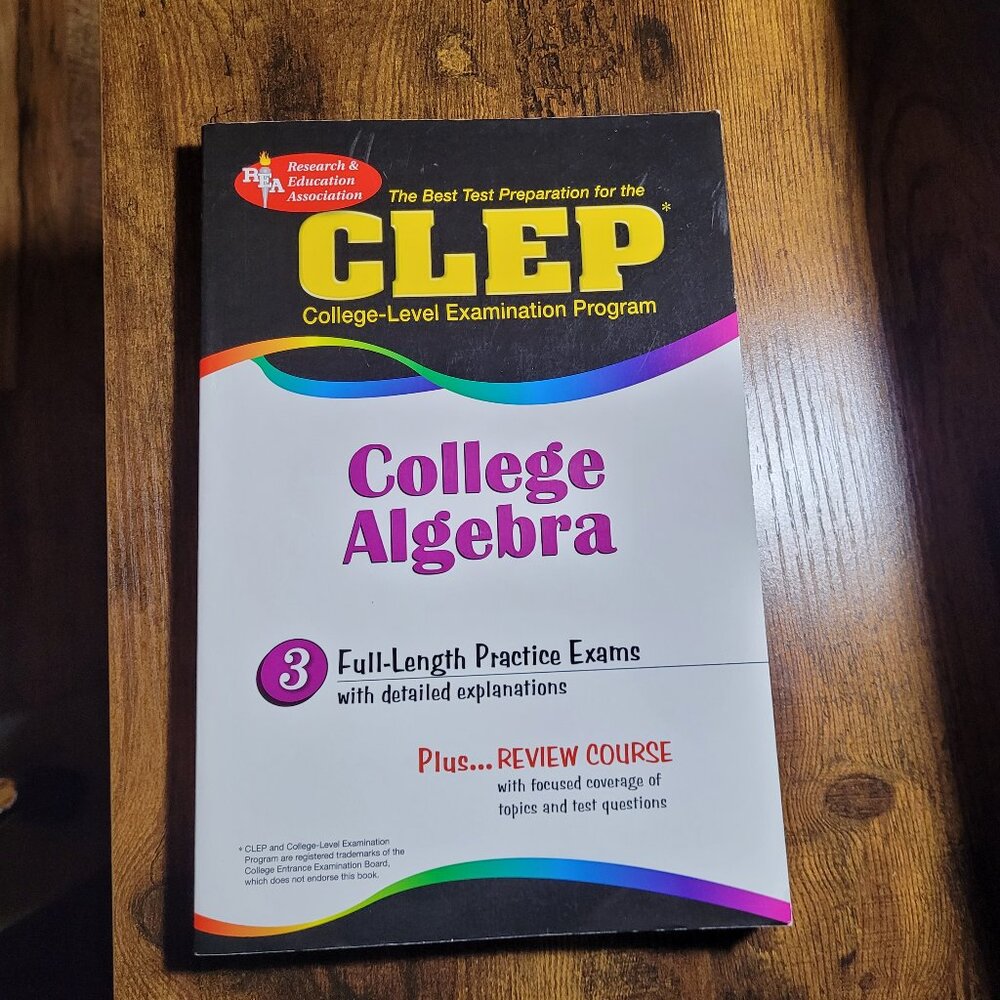 REA
Research &
Education
Association
The Best Test Preparation for the
CLEP*
College-Level Examination Program
College
Algebra
3 Full-Length Practice Exams
with detailed explanations
Plus... REVIEW COURSE
with focused coverage of
topics and test questions
* CLEP and College-Level Examination
Program are registered trademarks of the
College Entrance Examination Board,
which does not endorse this book.